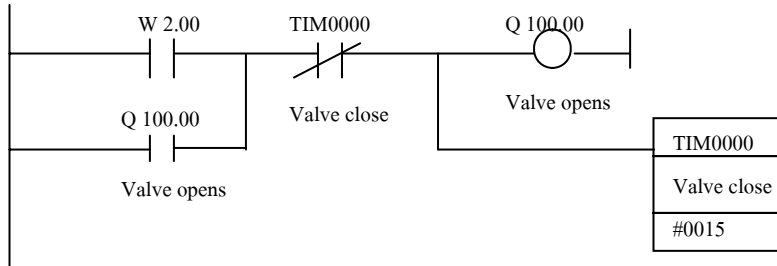 W 2.00
TIM0000
Q 100.00
Valve close
Valve opens
Q 100.00
Valve opens
TIM0000
Valve close
#0015